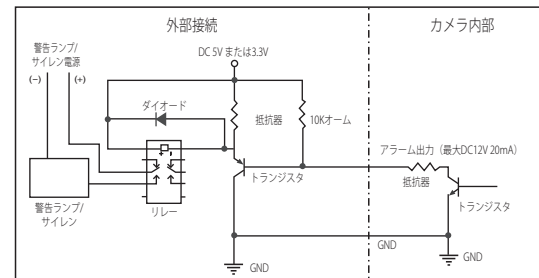 外部接続
カメラ内部
警告ランプ/
サイレン電源
(−)
(+)
DC 5V または3.3V
ダイオード
抵抗器
10Kオーム
アラーム出力（最大DC12V 20mA）
抵抗器
トランジスタ
トランジスタ
警告ランプ/
サイレン
リレー
GND
GND
GND